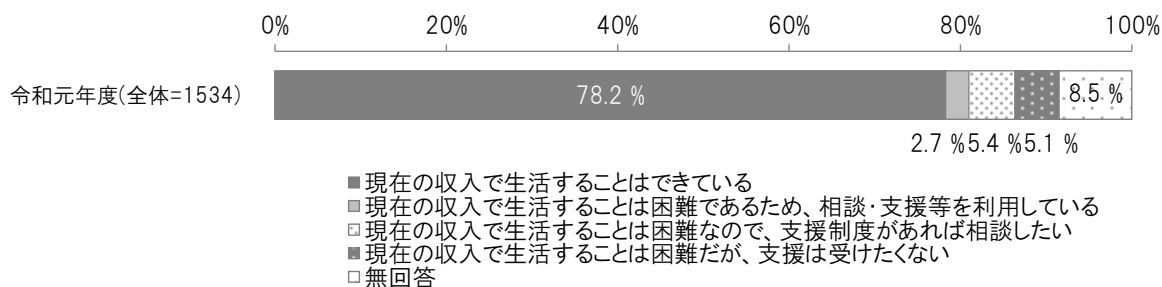 0% 20% 40% 60% 80% 100%
令和元年度(全体=1534) 78.2 % 8.5 %
2.7 % 5.4 % 5.1 %
現在の収入で生活することはできている
現在の収入で生活することは困難であるため、相談・支援等を利用している
現在の収入で生活することは困難なので、支援制度があれば相談したい
現在の収入で生活することは困難だが、支援は受けたくない
無回答